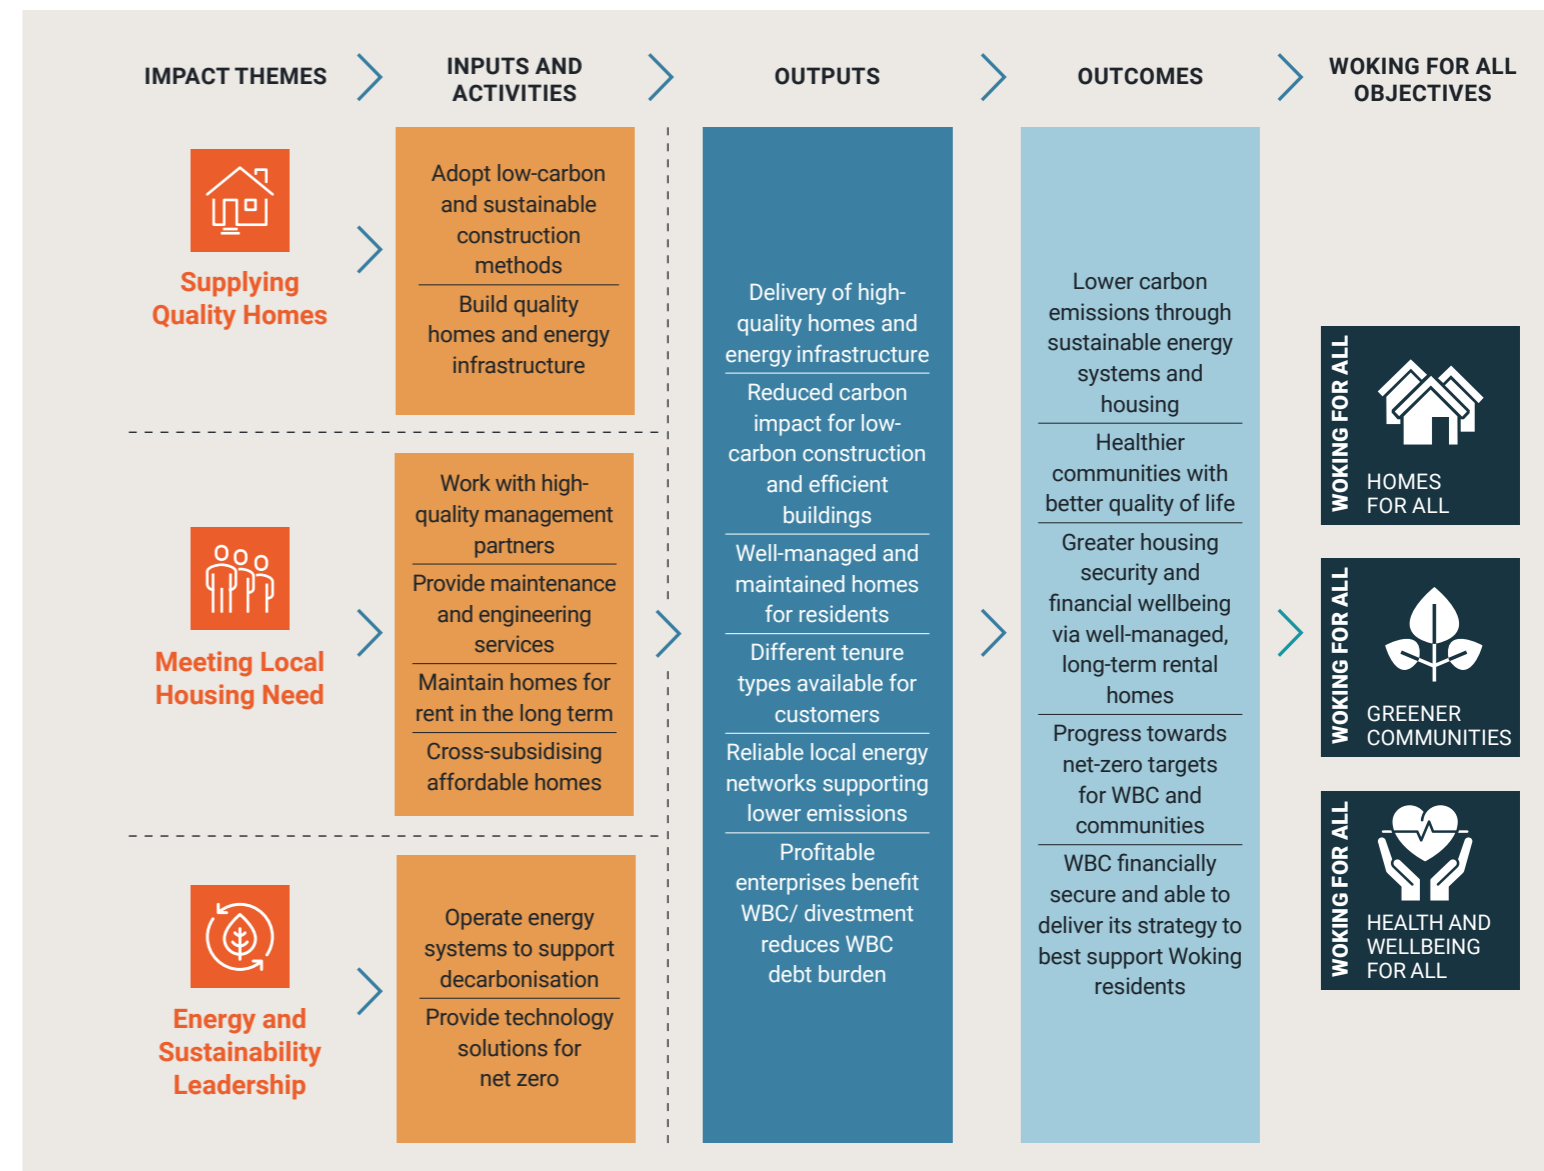 IMPACT THEMES
INPUTS AND
ACTIVITIES
OUTPUTS
OUTCOMES
WOKING FOR ALL
OBJECTIVES
Supplying
Quality Homes
Adopt low-carbon
and sustainable
construction
methods
Build quality
homes and energy
infrastructure
Meeting Local
Housing Need
Work with high-
quality management
partners
Provide maintenance
and engineering
services
Maintain homes for
rent in the long term
Cross-subsidising
affordable homes
Energy and
Sustainability
Leadership
Operate energy
systems to support
decarbonisation
Provide technology
solutions for
net zero
Delivery of high-
quality homes and
energy infrastructure
Reduced carbon
impact for low-
carbon construction
and efficient
buildings
Well-managed and
maintained homes
for residents
Different tenure
types available for
customers
Reliable local energy
networks supporting
lower emissions
Profitable
enterprises benefit
WBC/ divestment
reduces WBC
debt burden
Lower carbon
emissions through
sustainable energy
systems and
housing
Healthier
communities with
better quality of life
Greater housing
security and
financial wellbeing
via well-managed,
long-term rental
homes
Progress towards
net-zero targets
for WBC and
communities
WBC financially
secure and able to
deliver its strategy to
best support Woking
residents
WOKING FOR ALL
HOMES
FOR ALL
WOKING FOR ALL
GREENER
COMMUNITIES
WOKING FOR ALL
HEALTH AND
WELLBEING
FOR ALL